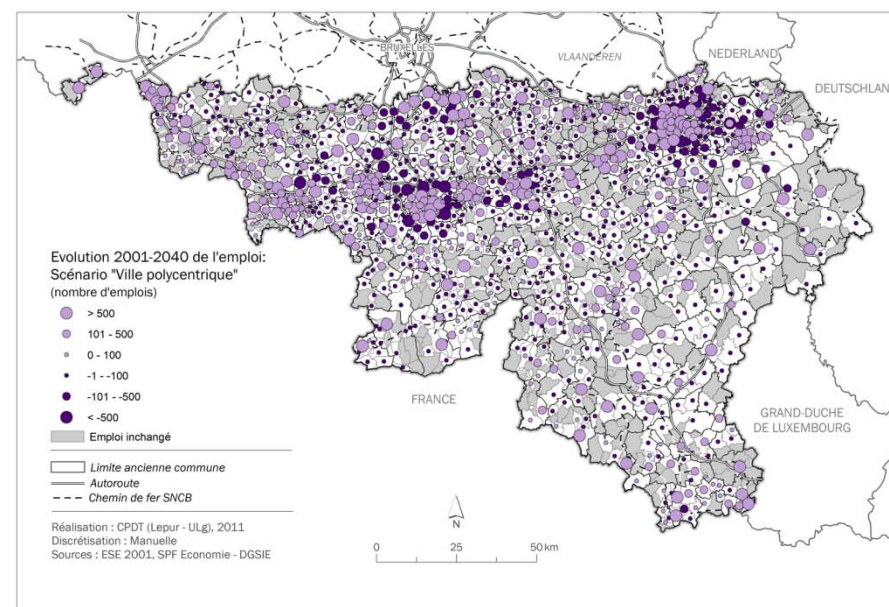 BRUXELLES
VLAANDEREN
NEDERLAND
DEUTSCHLAN
Evolution 2001-2040 de l'emploi:
Scénario "Ville polycentrique"
(nombre d'emplois)
> 500
101 - 500
0 - 100
-1 - -100
-101 - -500
< -500
Emploi inchangé
FRANCE
GRAND-DUCHE
DE LUXEMBOURG
Limite ancienne commune
Autoroute
Chemin de fer SNCB
Réalisation : CPDT (Lepur - ULg), 2011
Discrétisation : Manuelle
Sources : ESE 2001, SPF Economie - DGSIE
N
0 25 50 km